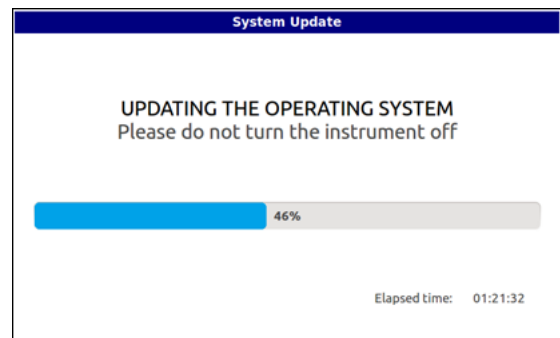 System Update
UPDATING THE OPERATING SYSTEM
Please do not turn the instrument off
46%
Elapsed time: 01:21:32